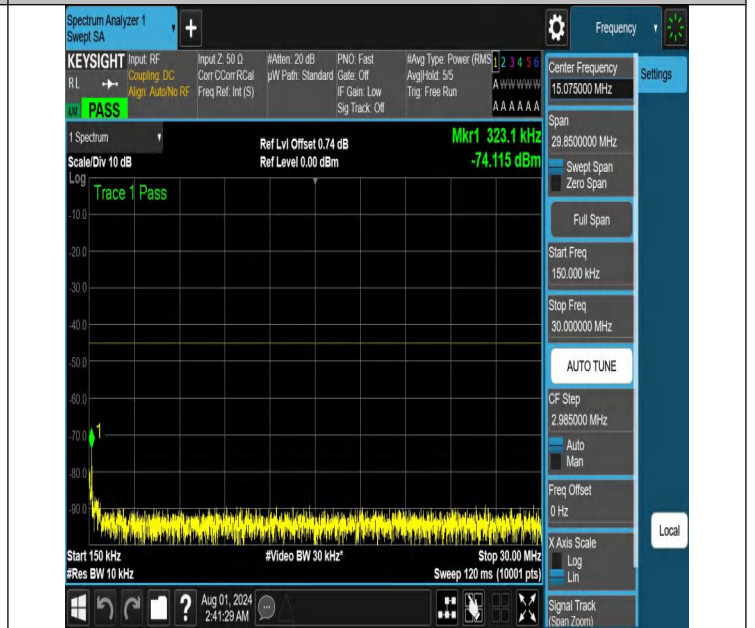 Spectrum Analyzer 1
Swept SA
+
Frequency
KEYSIGHT
RL
PASS
Input: RF
Coupling: DC
Align: Auto/No RF
Input Z: 50 Ω
Corr CCorr RCal
Freq Ref: Int (S)
#Atten: 20 dB
µW Path: Standard
PNO: Fast
Gate: Off
IF Gain: Low
Sig Track: Off
#Avg Type: Power (RMS
Avg|Hold: 5/5
Trig: Free Run
1 2 3 4 5 6
A W W W W W
A A A A A A
1 Spectrum
Scale/Div 10 dB
Ref Lvl Offset 0.74 dB
Ref Level 0.00 dBm
Mkr1 323.1 kHz
-74.115 dBm
Log
Trace 1 Pass
-10.0
-20.0
-30.0
-40.0
-50.0
-60.0
-70.0
-80.0
-90.0
1
Start 150 kHz
#Res BW 10 kHz
#Video BW 30 kHz*
Stop 30.00 MHz
Sweep 120 ms (10001 pts)
Aug 01, 2024
2:41:29 AM
?
Center Frequency
15.075000 MHz
Span
29.8500000 MHz
Swept Span
Zero Span
Full Span
Start Freq
150.000 kHz
Stop Freq
30.000000 MHz
AUTO TUNE
CF Step
2.985000 MHz
Auto
Man
Freq Offset
0 Hz
X Axis Scale
Log
Lin
Signal Track
(Span Zoom)
Settings
Local